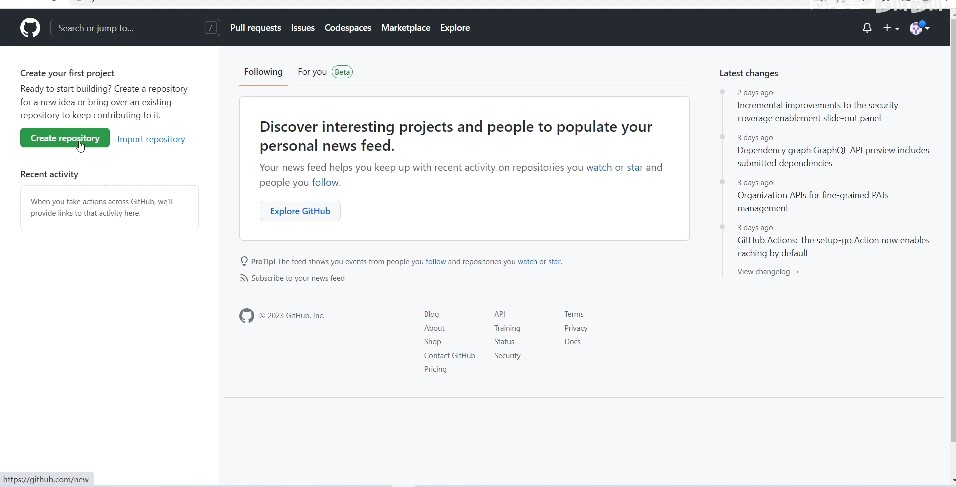 Search or jump to...
/
Pull requests Issues Codespaces Marketplace Explore
Create your first project
Ready to start building? Create a repository
for a new idea or bring over an existing
repository to keep contributing to it.
Create repository Import repository
Recent activity
When you take actions across GitHub, we'll
provide links to that activity here.
Following For you Beta
Discover interesting projects and people to populate your
personal news feed.
Your news feed helps you keep up with recent activity on repositories you watch or star and
people you follow.
Explore GitHub
ProTip! The feed shows you events from people you follow and repositories you watch or star.
Subscribe to your news feed
© 2023 GitHub, Inc.
Blog
About
Shop
Contact GitHub
Pricing
API
Training
Status
Security
Terms
Privacy
Docs
Latest changes
2 days ago
Incremental improvements to the security
coverage enablement slide-out panel
3 days ago
Dependency graph GraphQL API preview includes
submitted dependencies
3 days ago
Organization APIs for fine-grained PATs
management
3 days ago
GitHub Actions: The setup-go Action now enables
caching by default
View changelog →
https://github.com/new